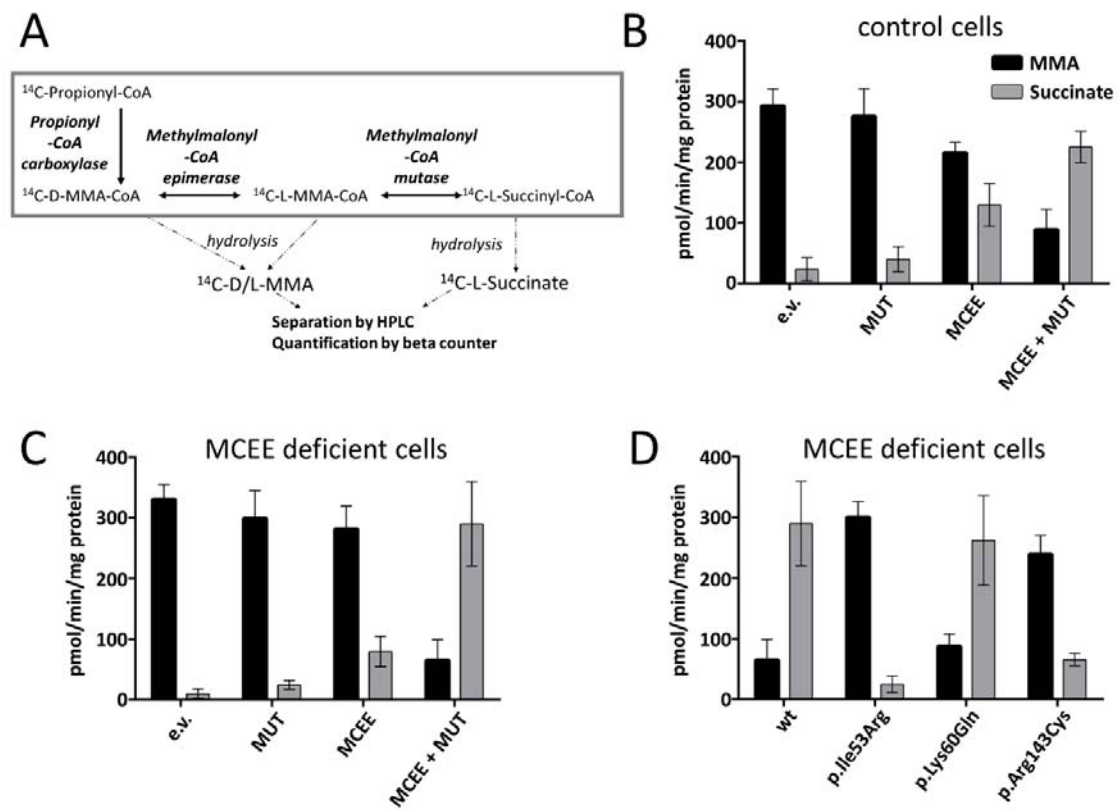 A
¹⁴C-Propionyl-CoA
Propionyl
-CoA
carboxylase
Methylmalonyl
-CoA
epimerase
Methylmalonyl
-CoA
mutase
¹⁴C-D-MMA-CoA
¹⁴C-L-MMA-CoA
¹⁴C-L-Succinyl-CoA
hydrolysis
hydrolysis
¹⁴C-D/L-MMA
¹⁴C-L-Succinate
Separation by HPLC
Quantification by beta counter
B
control cells
MMA
Succinate
pmol/min/mg protein
400
300
200
100
0
e.v.
MUT
MCEE
MCEE + MUT
C
MCEE deficient cells
pmol/min/mg protein
400
300
200
100
0
e.v.
MUT
MCEE
MCEE + MUT
D
MCEE deficient cells
pmol/min/mg protein
400
300
200
100
0
wt
p.Ile53Arg
p.Lys60Gln
p.Arg143Cys